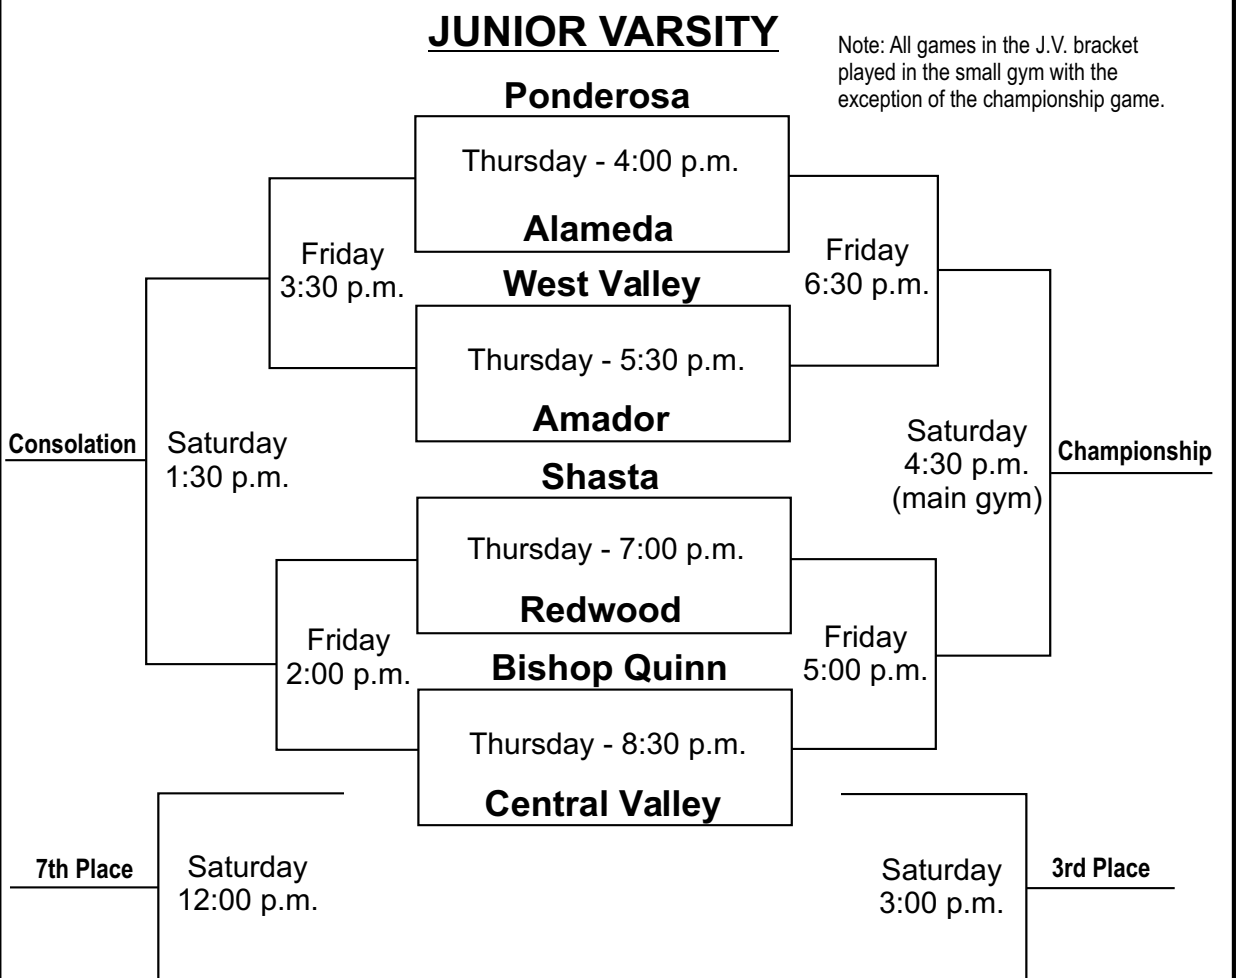 JUNIOR VARSITY
Note: All games in the J.V. bracket
played in the small gym with the
exception of the championship game.
Ponderosa
Thursday - 4:00 p.m.
Alameda
Friday
3:30 p.m.
Friday
6:30 p.m.
West Valley
Thursday - 5:30 p.m.
Amador
Consolation
Saturday
1:30 p.m.
Saturday
4:30 p.m.
(main gym)
Championship
Shasta
Thursday - 7:00 p.m.
Redwood
Friday
2:00 p.m.
Friday
5:00 p.m.
Bishop Quinn
Thursday - 8:30 p.m.
Central Valley
7th Place
Saturday
12:00 p.m.
Saturday
3:00 p.m.
3rd Place